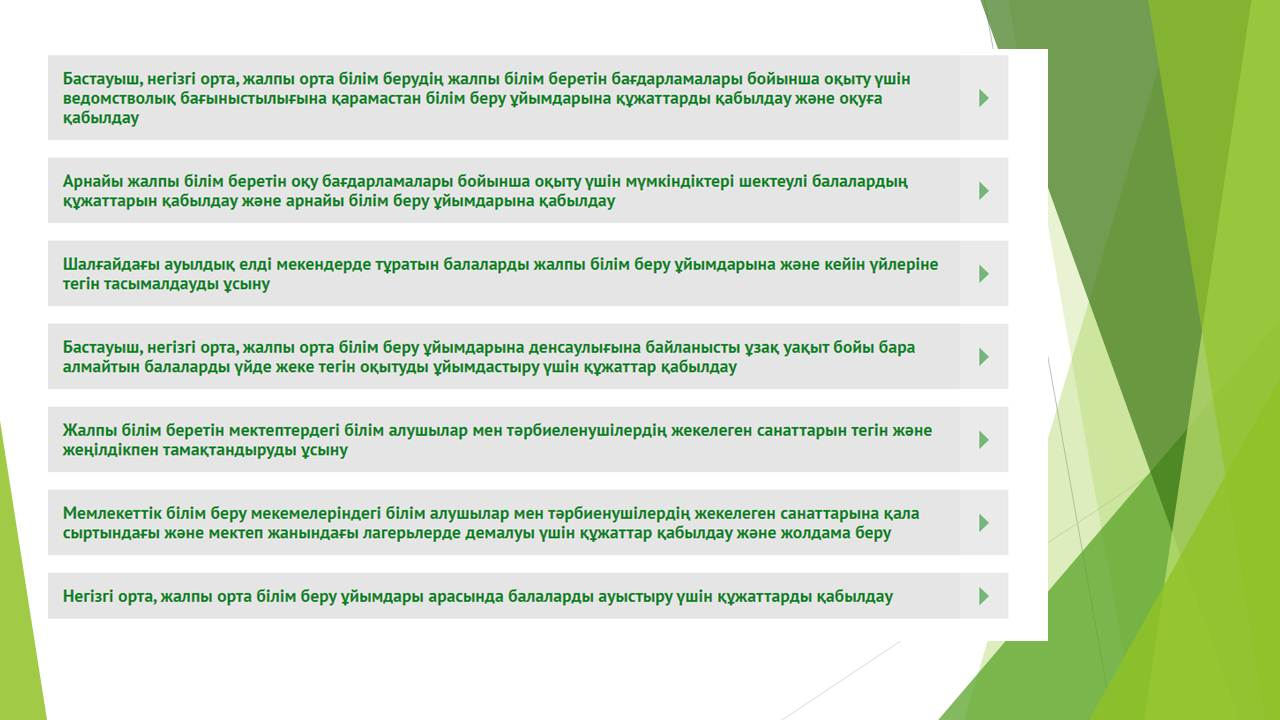 Бастауыш, негізгі орта, жалпы орта білім берудің жалпы білім беретін бағдарламалары бойынша оқыту үшін
ведомстволық бағыныстылығына қарамастан білім беру ұйымдарына құжаттарды қабылдау және оқуға
қабылдау
Арнайы жалпы білім беретін оқу бағдарламалары бойынша оқыту үшін мүмкіндіктері шектеулі балалардың
құжаттарын қабылдау және арнайы білім беру ұйымдарына қабылдау
Шалғайдағы ауылдық елді мекендерде тұратын балаларды жалпы білім беру ұйымдарына және кейін үйлеріне
тегін тасымалдауды ұсыну
Бастауыш, негізгі орта, жалпы орта білім беру ұйымдарына денсаулығына байланысты ұзақ уақыт бойы бара
алмайтын балаларды үйде жеке тегін оқытуды ұйымдастыру үшін құжаттар қабылдау
Жалпы білім беретін мектептердегі білім алушылар мен тәрбиеленушілердің жекелеген санаттарын тегін және
жеңілдікпен тамақтандыруды ұсыну
Мемлекеттік білім беру мекемелеріндегі білім алушылар мен тәрбиенушілердің жекелеген санаттарына қала
сыртындағы және мектеп жанындағы лагерьлерде демалуы үшін құжаттар қабылдау және жолдама беру
Негізгі орта, жалпы орта білім беру ұйымдары арасында балаларды ауыстыру үшін құжаттарды қабылдау